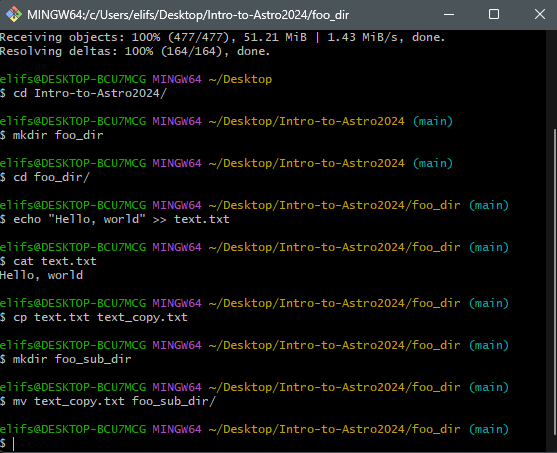 MINGW64:/c/Users/elifs/Desktop/Intro-to-Astro2024/foo_dir
Receiving objects: 100% (477/477), 51.21 MiB | 1.43 MiB/s, done.
Resolving deltas: 100% (164/164), done.
elifs@DESKTOP-BCU7MCG MINGW64 ~/Desktop
$ cd Intro-to-Astro2024/
elifs@DESKTOP-BCU7MCG MINGW64 ~/Desktop/Intro-to-Astro2024 (main)
$ mkdir foo_dir
elifs@DESKTOP-BCU7MCG MINGW64 ~/Desktop/Intro-to-Astro2024 (main)
$ cd foo_dir/
elifs@DESKTOP-BCU7MCG MINGW64 ~/Desktop/Intro-to-Astro2024/foo_dir (main)
$ echo "Hello, world" >> text.txt
elifs@DESKTOP-BCU7MCG MINGW64 ~/Desktop/Intro-to-Astro2024/foo_dir (main)
$ cat text.txt
Hello, world
elifs@DESKTOP-BCU7MCG MINGW64 ~/Desktop/Intro-to-Astro2024/foo_dir (main)
$ cp text.txt text_copy.txt
elifs@DESKTOP-BCU7MCG MINGW64 ~/Desktop/Intro-to-Astro2024/foo_dir (main)
$ mkdir foo_sub_dir
elifs@DESKTOP-BCU7MCG MINGW64 ~/Desktop/Intro-to-Astro2024/foo_dir (main)
$ mv text_copy.txt foo_sub_dir/
elifs@DESKTOP-BCU7MCG MINGW64 ~/Desktop/Intro-to-Astro2024/foo_dir (main)
$